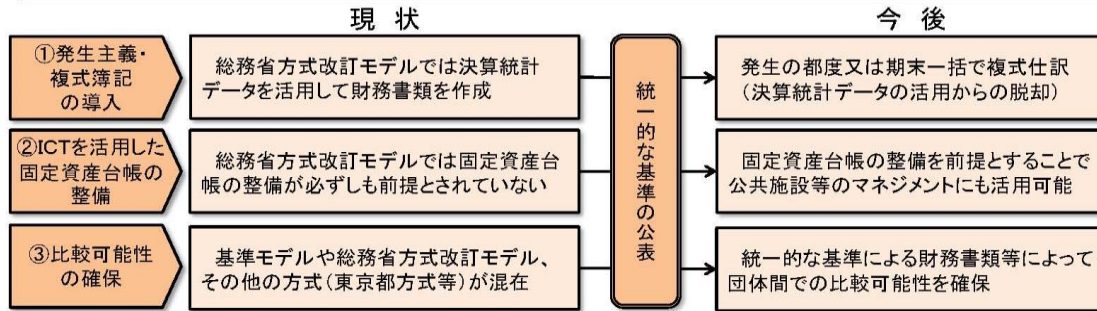 現 状
今 後
①発生主義・
複式簿記
の導入
総務省方式改訂モデルでは決算統計
データを活用して財務書類を作成
発生の都度又は期末一括で複式仕訳
(決算統計データの活用からの脱却)
②ICTを活用した
固定資産台帳の
整備
総務省方式改訂モデルでは固定資産台
帳の整備が必ずしも前提とされていない
固定資産台帳の整備を前提とすることで
公共施設等のマネジメントにも活用可能
③比較可能性
の確保
基準モデルや総務省方式改訂モデル、
その他の方式(東京都方式等)が混在
統一的な基準による財務書類等によって
団体間での比較可能性を確保
統一的な基準の公表